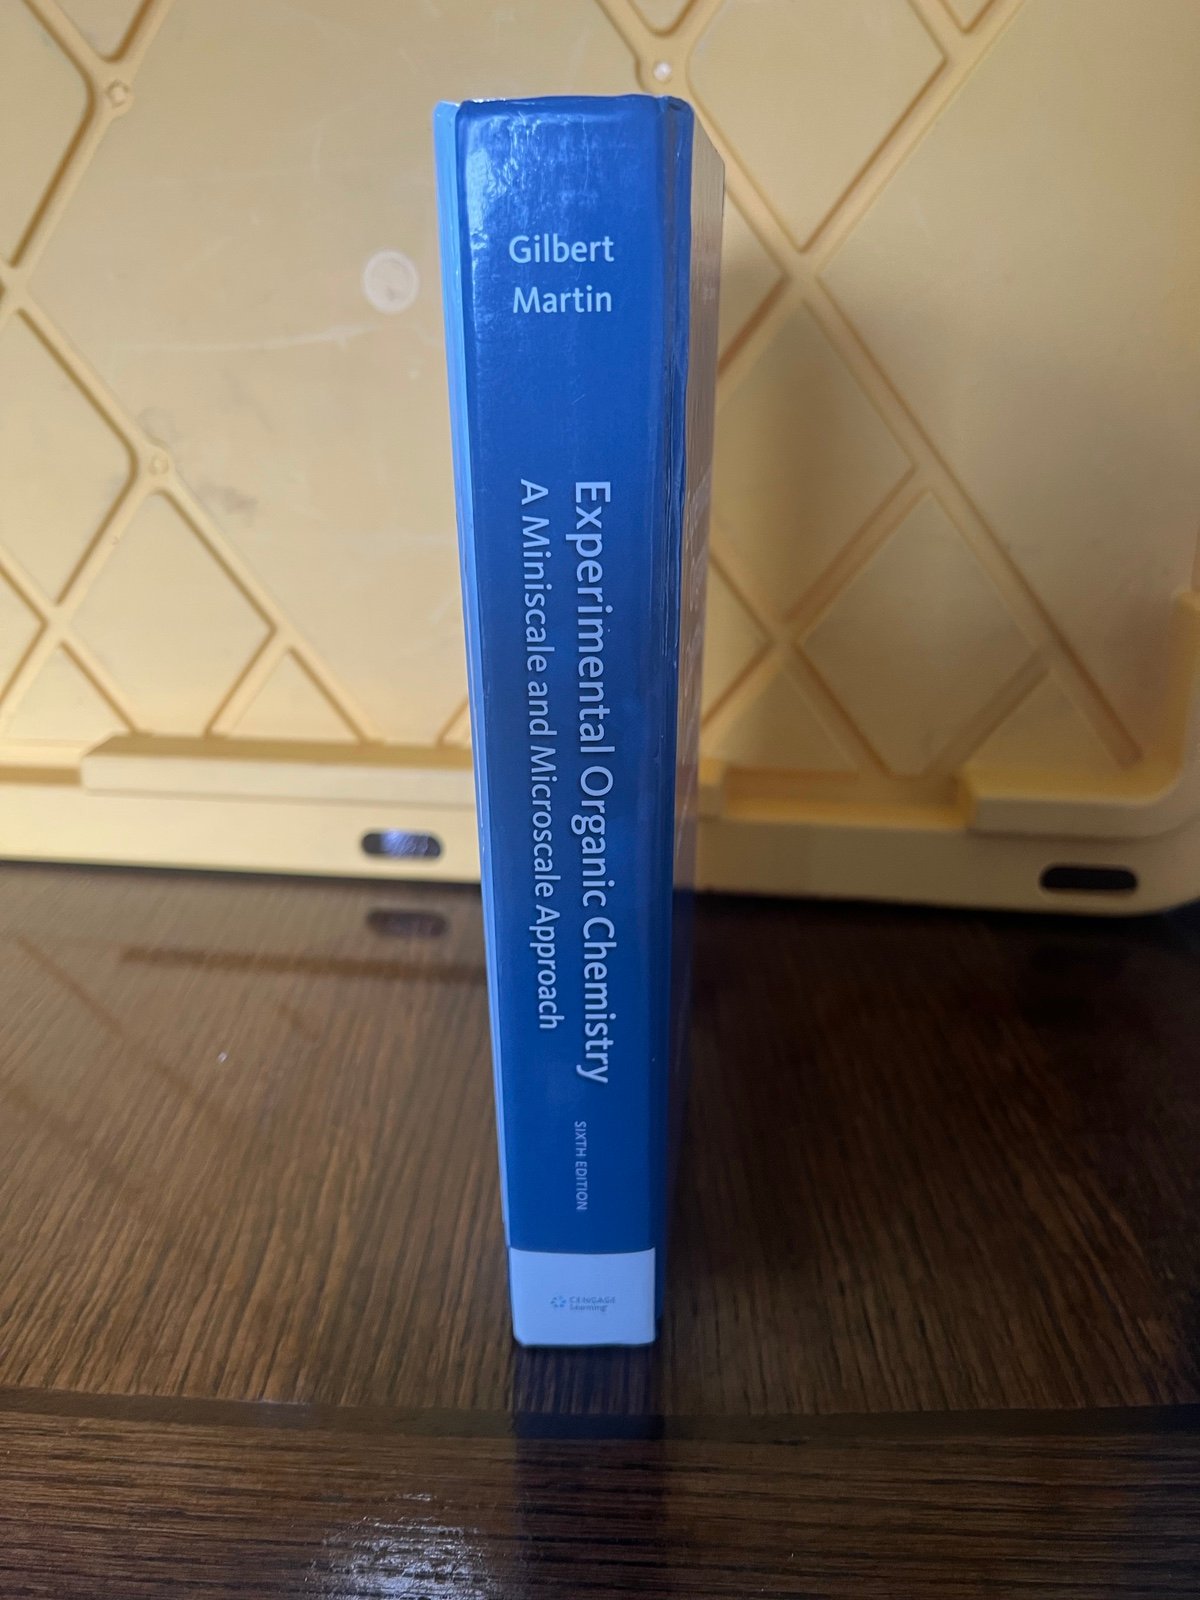 Gilbert
Martin
Experimental Organic Chemistry
A Miniscale and Microscale Approach
SIXTH EDITION
CENGAGE
Learning